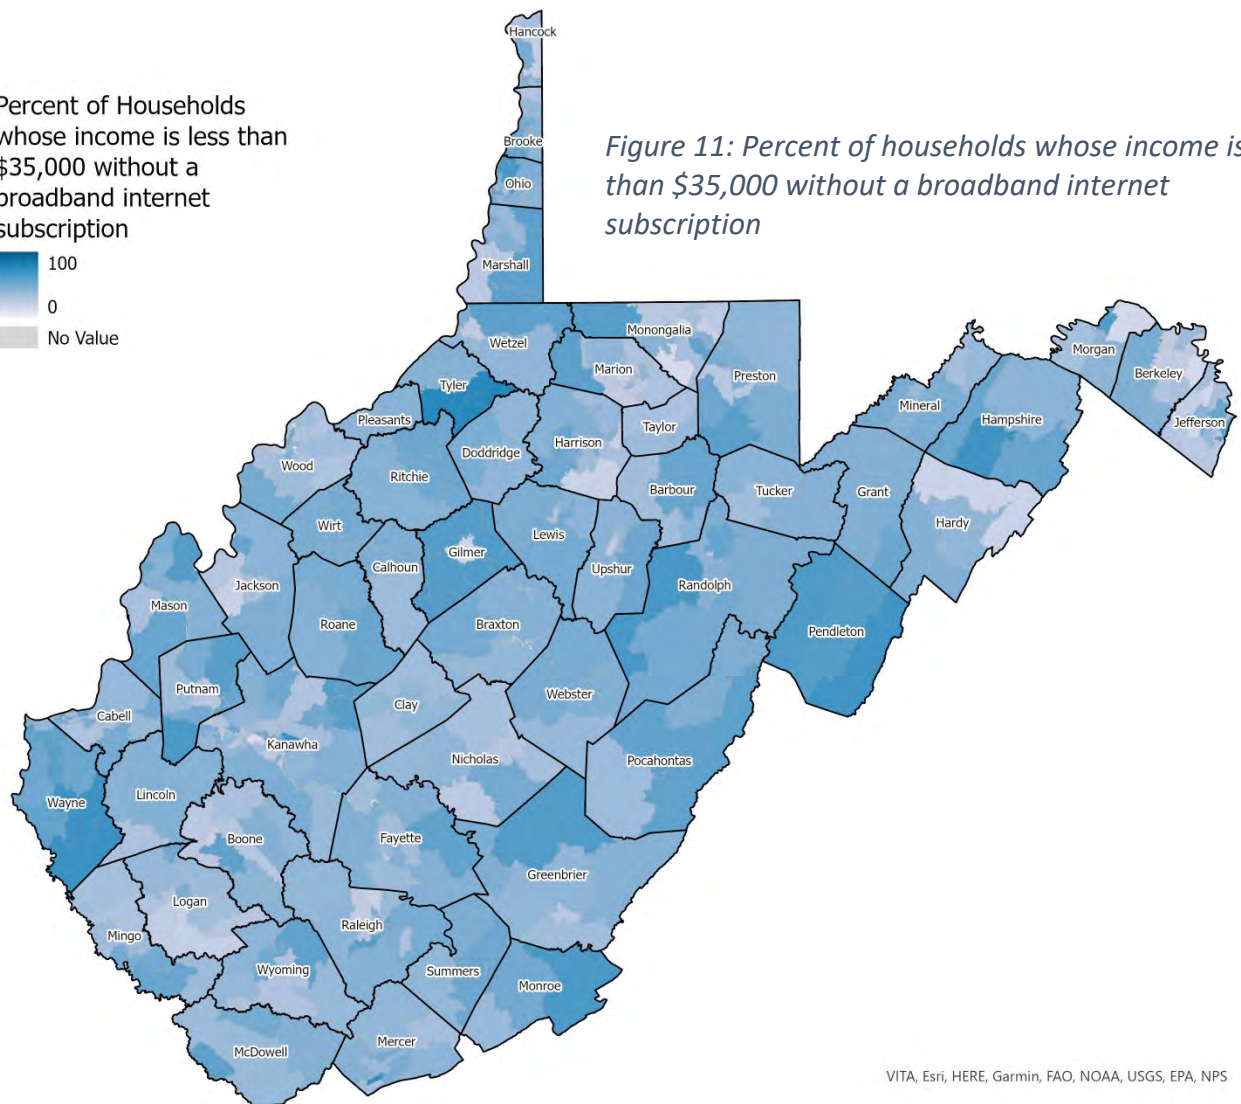 Hancock
Percent of Households
whose income is less than
$35,000 without a
broadband internet
subscription
100
0
No Value
Figure 11: Percent of households whose income is
than $35,000 without a broadband internet
subscription
Brooke
Ohio
Marshall
Wetzel
Monongalia
Marion
Preston
Morgan
Berkeley
Jefferson
Tyler
Pleasants
Mineral
Hampshire
Taylor
Harrison
Doddridge
Wood
Ritchie
Barbour
Tucker
Grant
Hardy
Wirt
Lewis
Gilmer
Calhoun
Upshur
Jackson
Randolph
Mason
Roane
Braxton
Pendleton
Putnam
Webster
Clay
Cabell
Kanawha
Nicholas
Pocahontas
Wayne
Lincoln
Boone
Fayette
Greenbrier
Logan
Raleigh
Mingo
Wyoming
Summers
Monroe
McDowell
Mercer
VITA, Esri, HERE, Garmin, FAO, NOAA, USGS, EPA, NPS